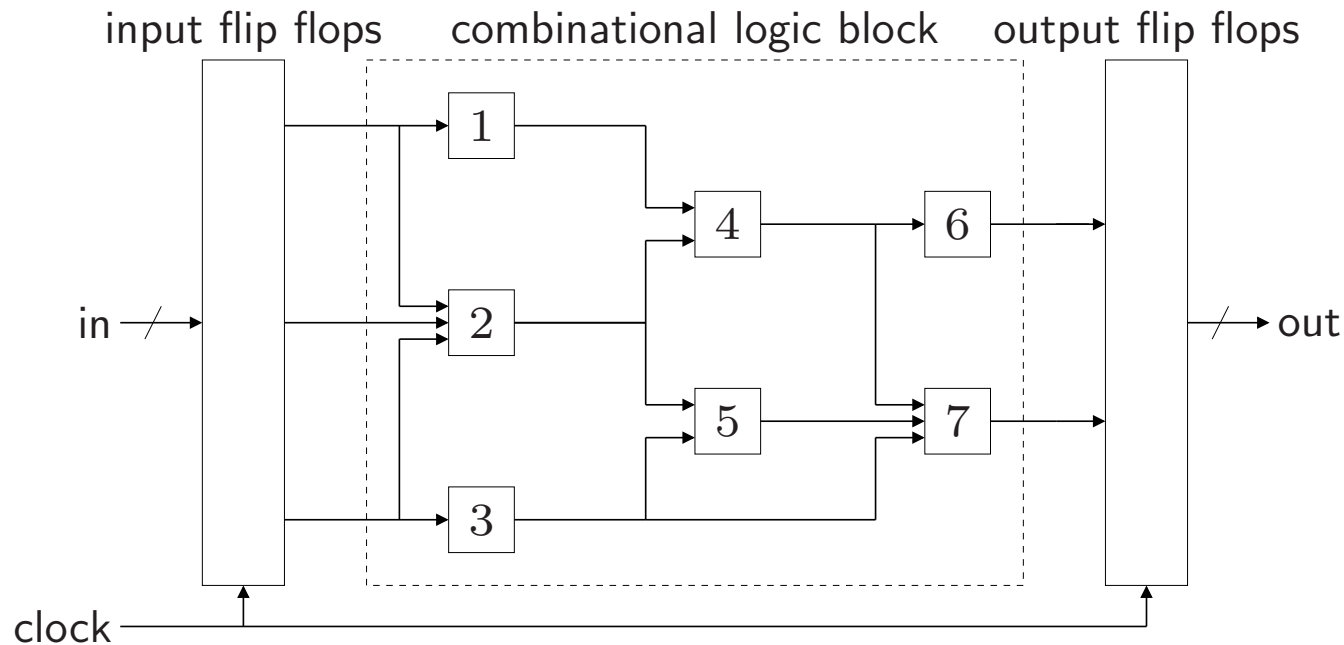 input flip flops
combinational logic block
output flip flops
1
4
6
in
2
out
5
7
3
clock